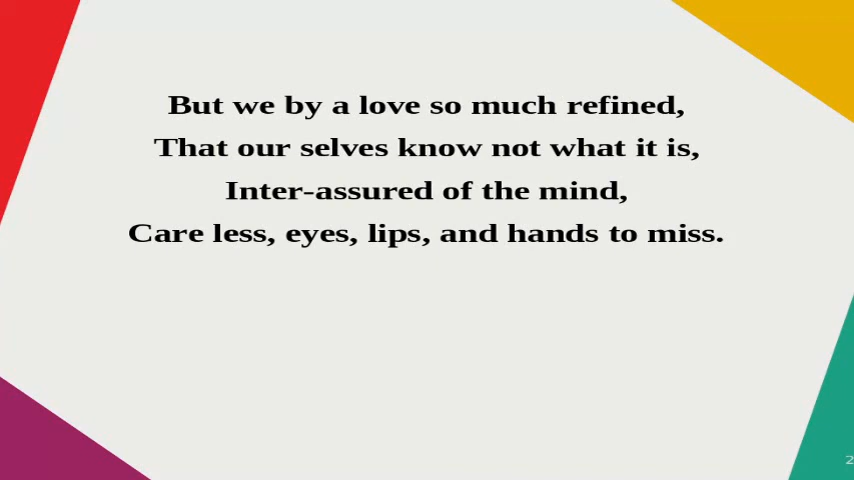 But we by a love so much refined,
That our selves know not what it is,
Inter-assured of the mind,
Care less, eyes, lips, and hands to miss.
2